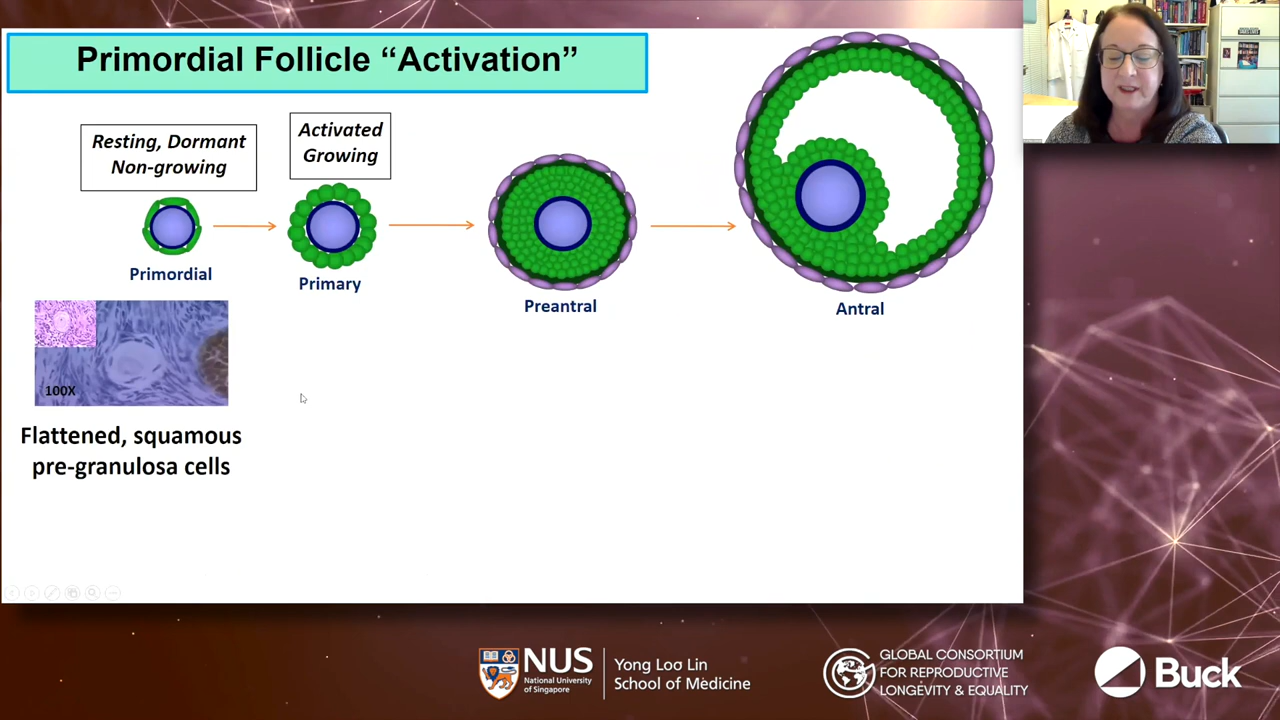 Primordial Follicle “Activation”
Resting, Dormant
Non-growing
Activated
Growing
Primordial
Primary
Preantral
Antral
100X
Flattened, squamous
pre-granulosa cells
NUS
National University
of Singapore
Yong Loo Lin
School of Medicine
GLOBAL CONSORTIUM
FOR REPRODUCTIVE
LONGEVITY & EQUALITY
Buck